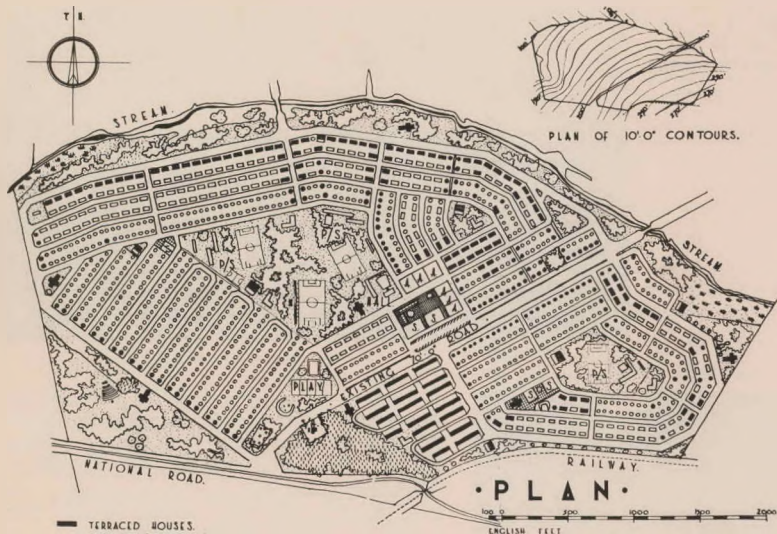 T. N.
STREAM.
PLAN OF 10'·0" CONTOURS.
P/S
P/S
STREAM.
S
S
S
ROAD
EXISTING
PLAY
P/S
S
S
NATIONAL ROAD.
RAILWAY.
·PLAN·
100 0 500 1000 1500 2000
ENGLISH FEET
TERRACED HOUSES.